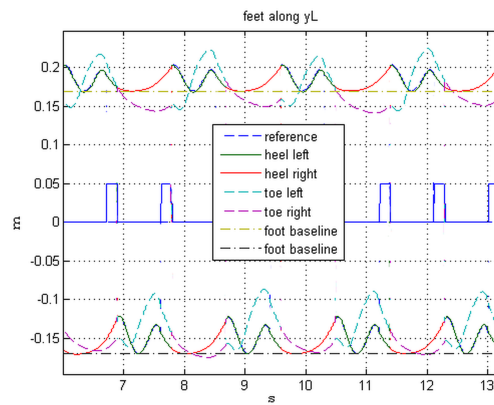 feet along yL
0.2
0.15
0.1
0.05
0
-0.05
-0.1
-0.15
m
reference
heel left
heel right
toe left
toe right
foot baseline
foot baseline
7 8 9 10 11 12 13
s